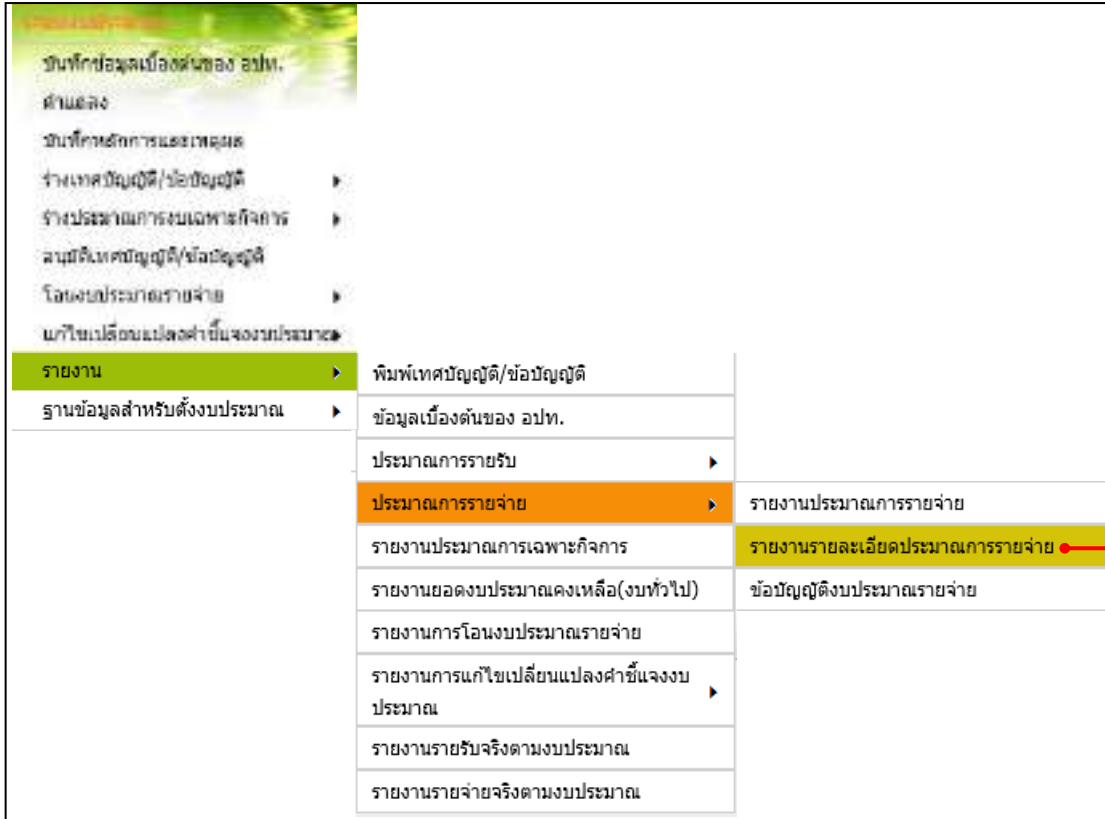 บันทึกข้อมูลเบื้องต้นของ อปท.
คำแถลง
บันทึกหลักการและเหตุผล
ร่างเทศบัญญัติ/ข้อบัญญัติ
ร่างประมาณการงบเฉพาะกิจการ
อนุมัติเทศบัญญัติ/ข้อบัญญัติ
โอนงบประมาณรายจ่าย
แก้ไขเปลี่ยนแปลงคำชี้แจงงบประมาณ
รายงาน
ฐานข้อมูลสำหรับตั้งงบประมาณ
พิมพ์เทศบัญญัติ/ข้อบัญญัติ
ข้อมูลเบื้องต้นของ อปท.
ประมาณการรายรับ
ประมาณการรายจ่าย
รายงานประมาณการเฉพาะกิจการ
รายงานยอดงบประมาณคงเหลือ(งบทั่วไป)
รายงานการโอนงบประมาณรายจ่าย
รายงานการแก้ไขเปลี่ยนแปลงคำชี้แจงงบ
ประมาณ
รายงานรายรับจริงตามงบประมาณ
รายงานรายจ่ายจริงตามงบประมาณ
รายงานประมาณการรายจ่าย
รายงานรายละเอียดประมาณการรายจ่าย
ข้อบัญญัติงบประมาณรายจ่าย